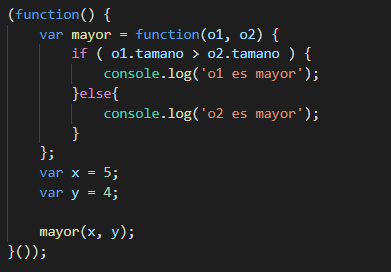 (function() {
    var mayor = function(o1, o2) {
        if ( o1.tamano > o2.tamano ) {
            console.log('o1 es mayor');
        }else{
            console.log('o2 es mayor');
        }
    };
    var x = 5;
    var y = 4;

    mayor(x, y);
}());